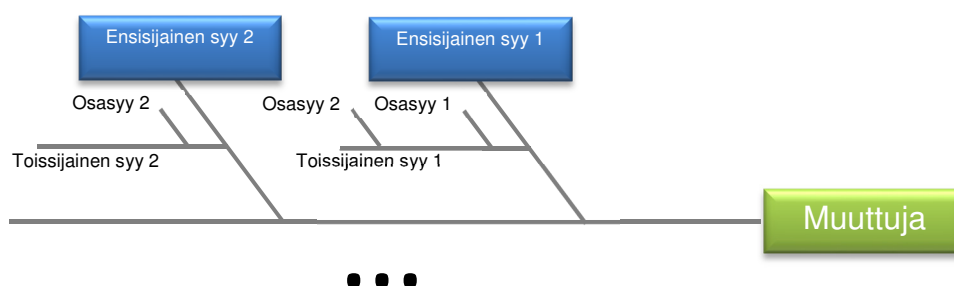 Ensisijainen syy 2
Ensisijainen syy 1
Osasyy 2
Osasyy 2
Osasyy 1
Toissijainen syy 2
Toissijainen syy 1
Muuttuja
...